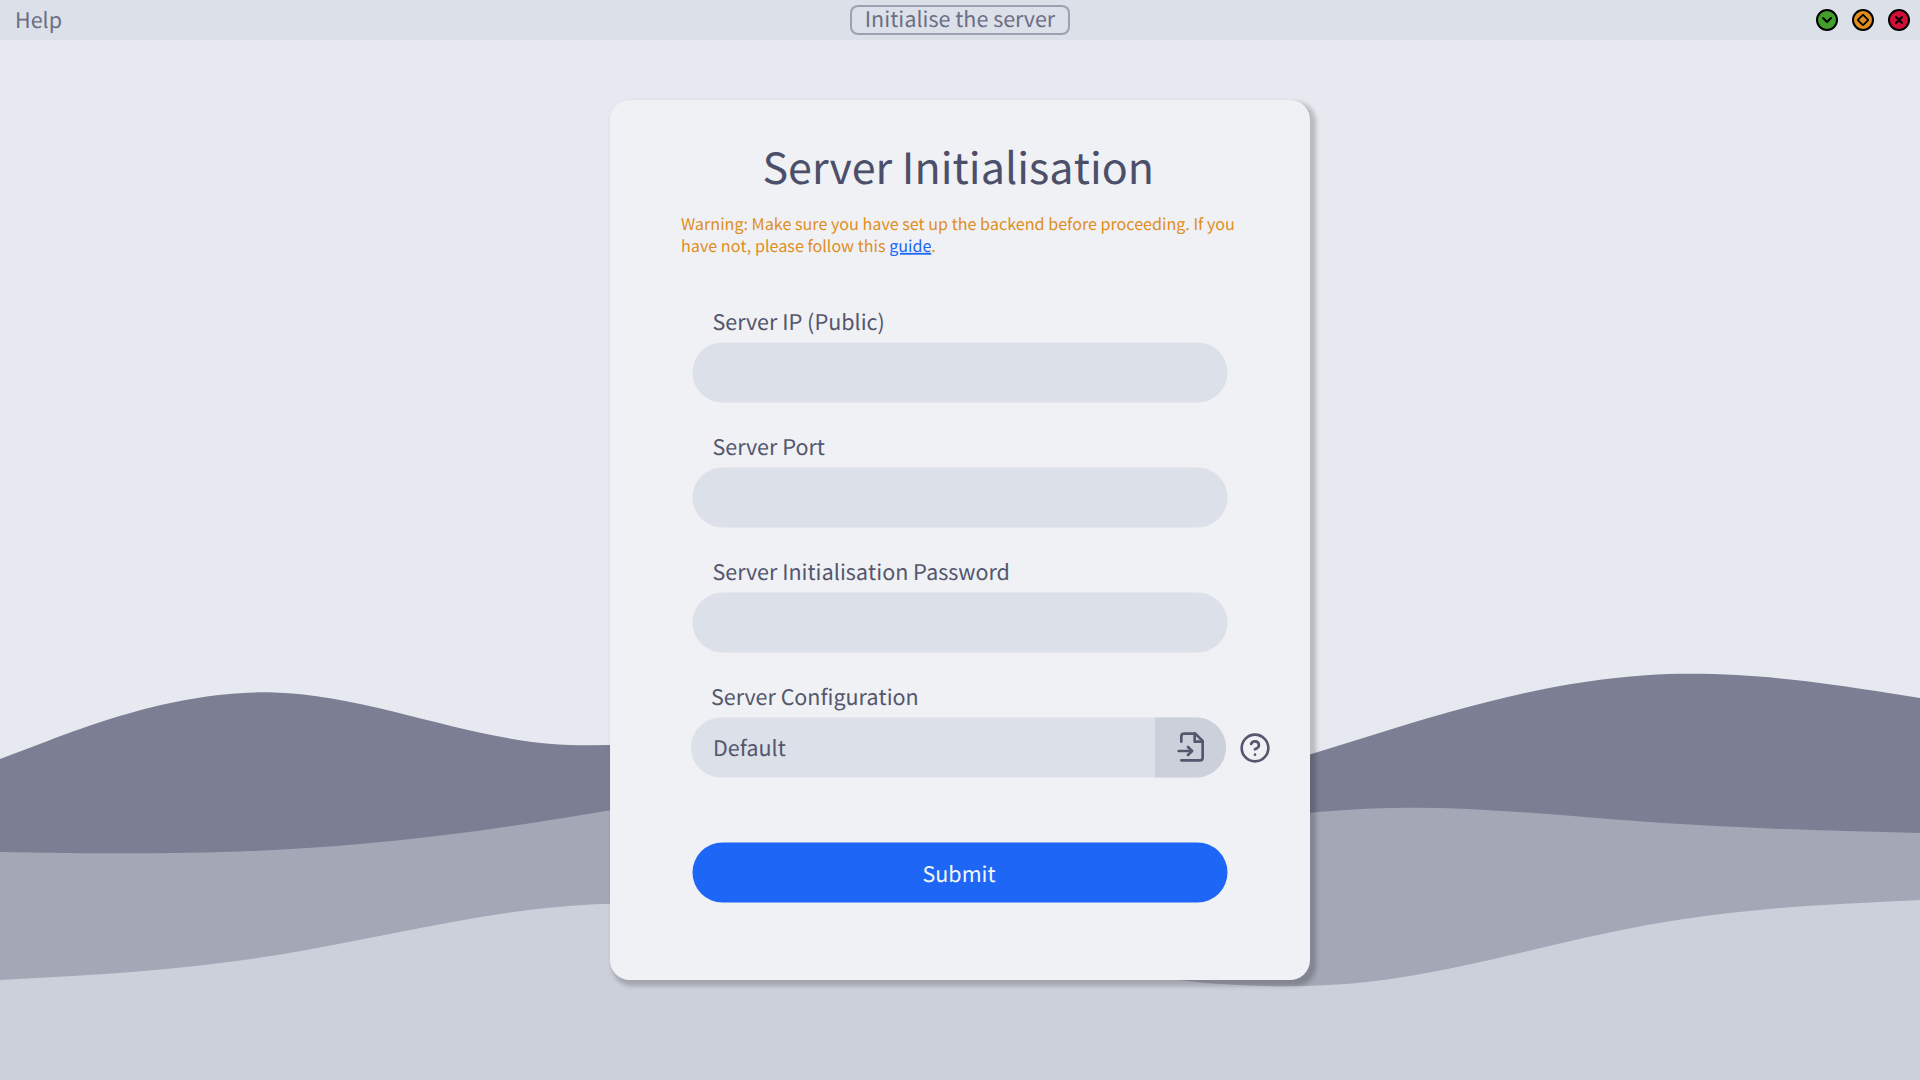 Help
Initialise the server
Server Initialisation
Warning: Make sure you have set up the backend before proceeding. If you
have not, please follow this guide.
Server IP (Public)
Server Port
Server Initialisation Password
Server Configuration
Default
Submit